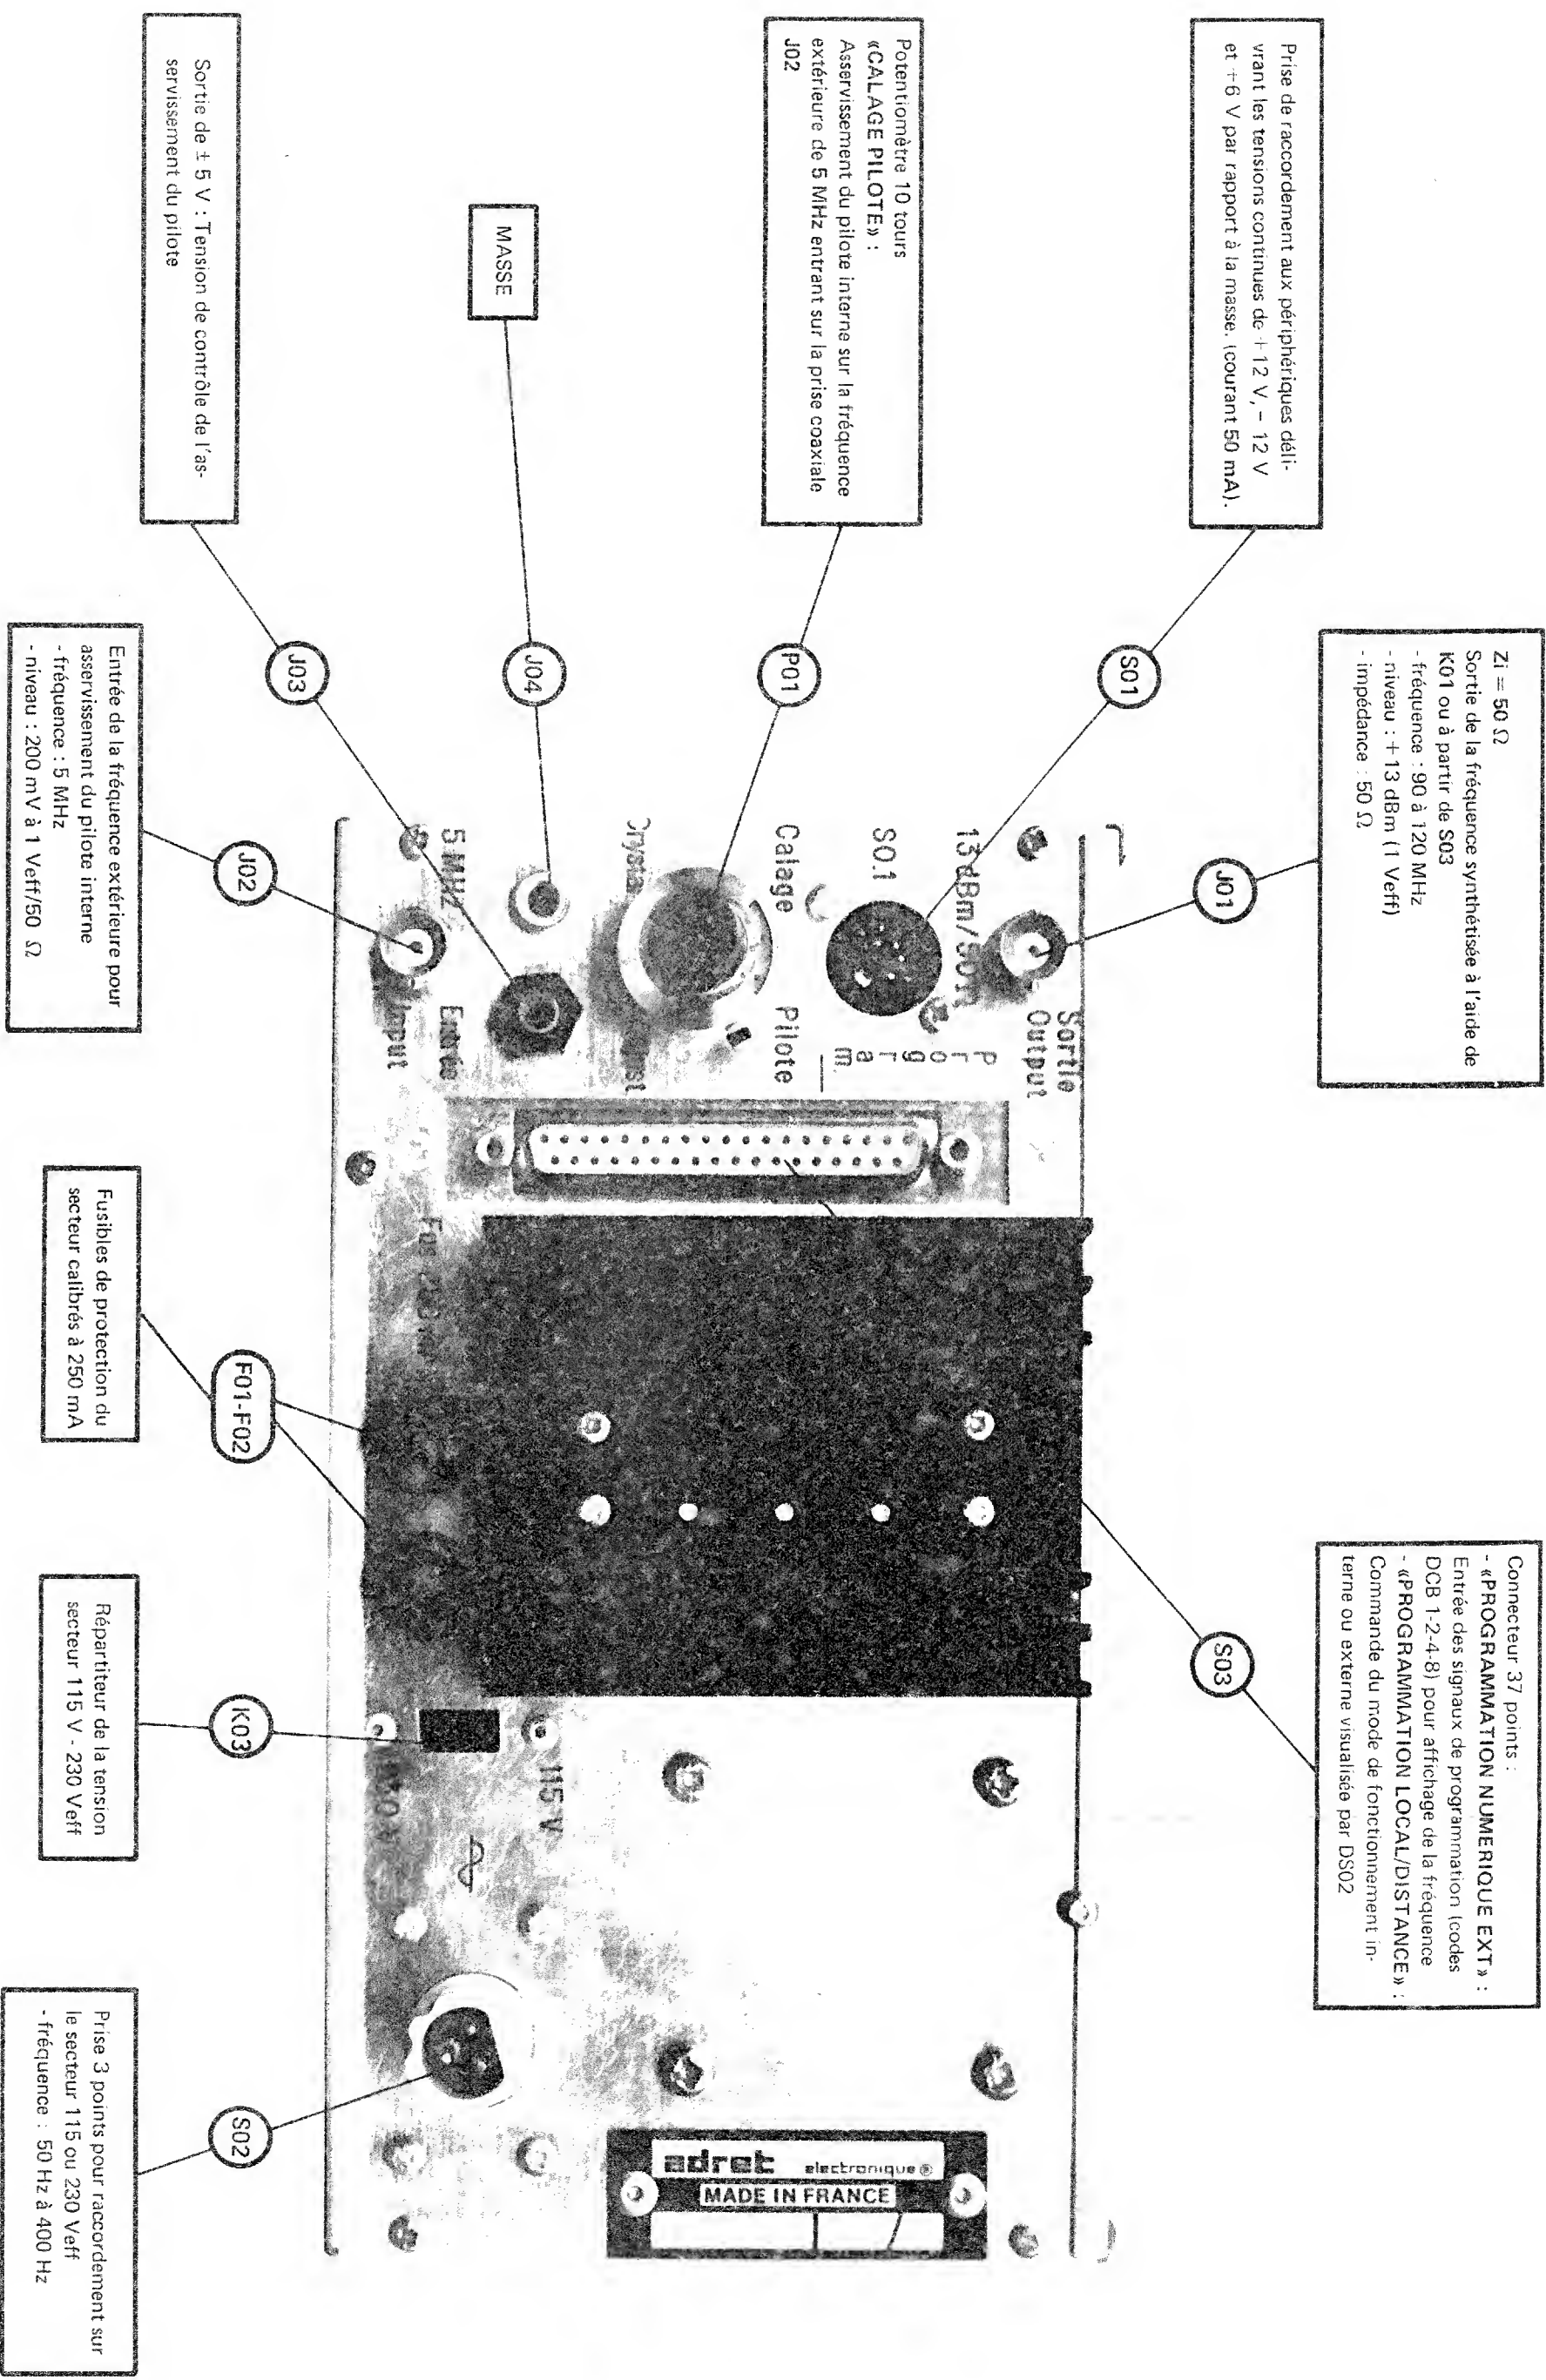 Prise de raccordement aux périphériques déli-
vrant les tensions continues de +12 V, - 12 V
et +6 V par rapport à la masse. (courant 50 mA).
S01
Potentiomètre 10 tours
«CALAGE PILOTE» :
Asservissement du pilote interne sur la fréquence
extérieure de 5 MHz entrant sur la prise coaxiale
J02
P01
MASSE
J04
Sortie de ± 5 V : Tension de contrôle de l'as-
servissement du pilote
J03
Zi = 50 Ω
Sortie de la fréquence synthétisée à l'aide de
K01 ou à partir de S03
- fréquence : 90 à 120 MHz
- niveau : +13 dBm (1 Veff)
- impédance : 50 Ω
J01
Entrée de la fréquence extérieure pour
asservissement du pilote interne
- fréquence : 5 MHz
- niveau : 200 mV à 1 Veff/50 Ω
J02
Connecteur 37 points :
- «PROGRAMMATION NUMERIQUE EXT» :
Entrée des signaux de programmation (codes
DCB 1-2-4-8) pour affichage de la fréquence
- «PROGRAMMATION LOCAL/DISTANCE» :
Commande du mode de fonctionnement in-
terne ou externe visualisée par DS02
S03
Fusibles de protection du
secteur calibrés à 250 mA
F01-F02
Répartiteur de la tension
secteur 115 V - 230 Veff
K03
Prise 3 points pour raccordement sur
le secteur 115 ou 230 Veff
- fréquence : 50 Hz à 400 Hz
S02
Sortie
Output
13 dBm/50Ω
SO.1
Program.
Calage Pilote
5 MHz Entrée
Input
115 V
adret electronique ®
MADE IN FRANCE